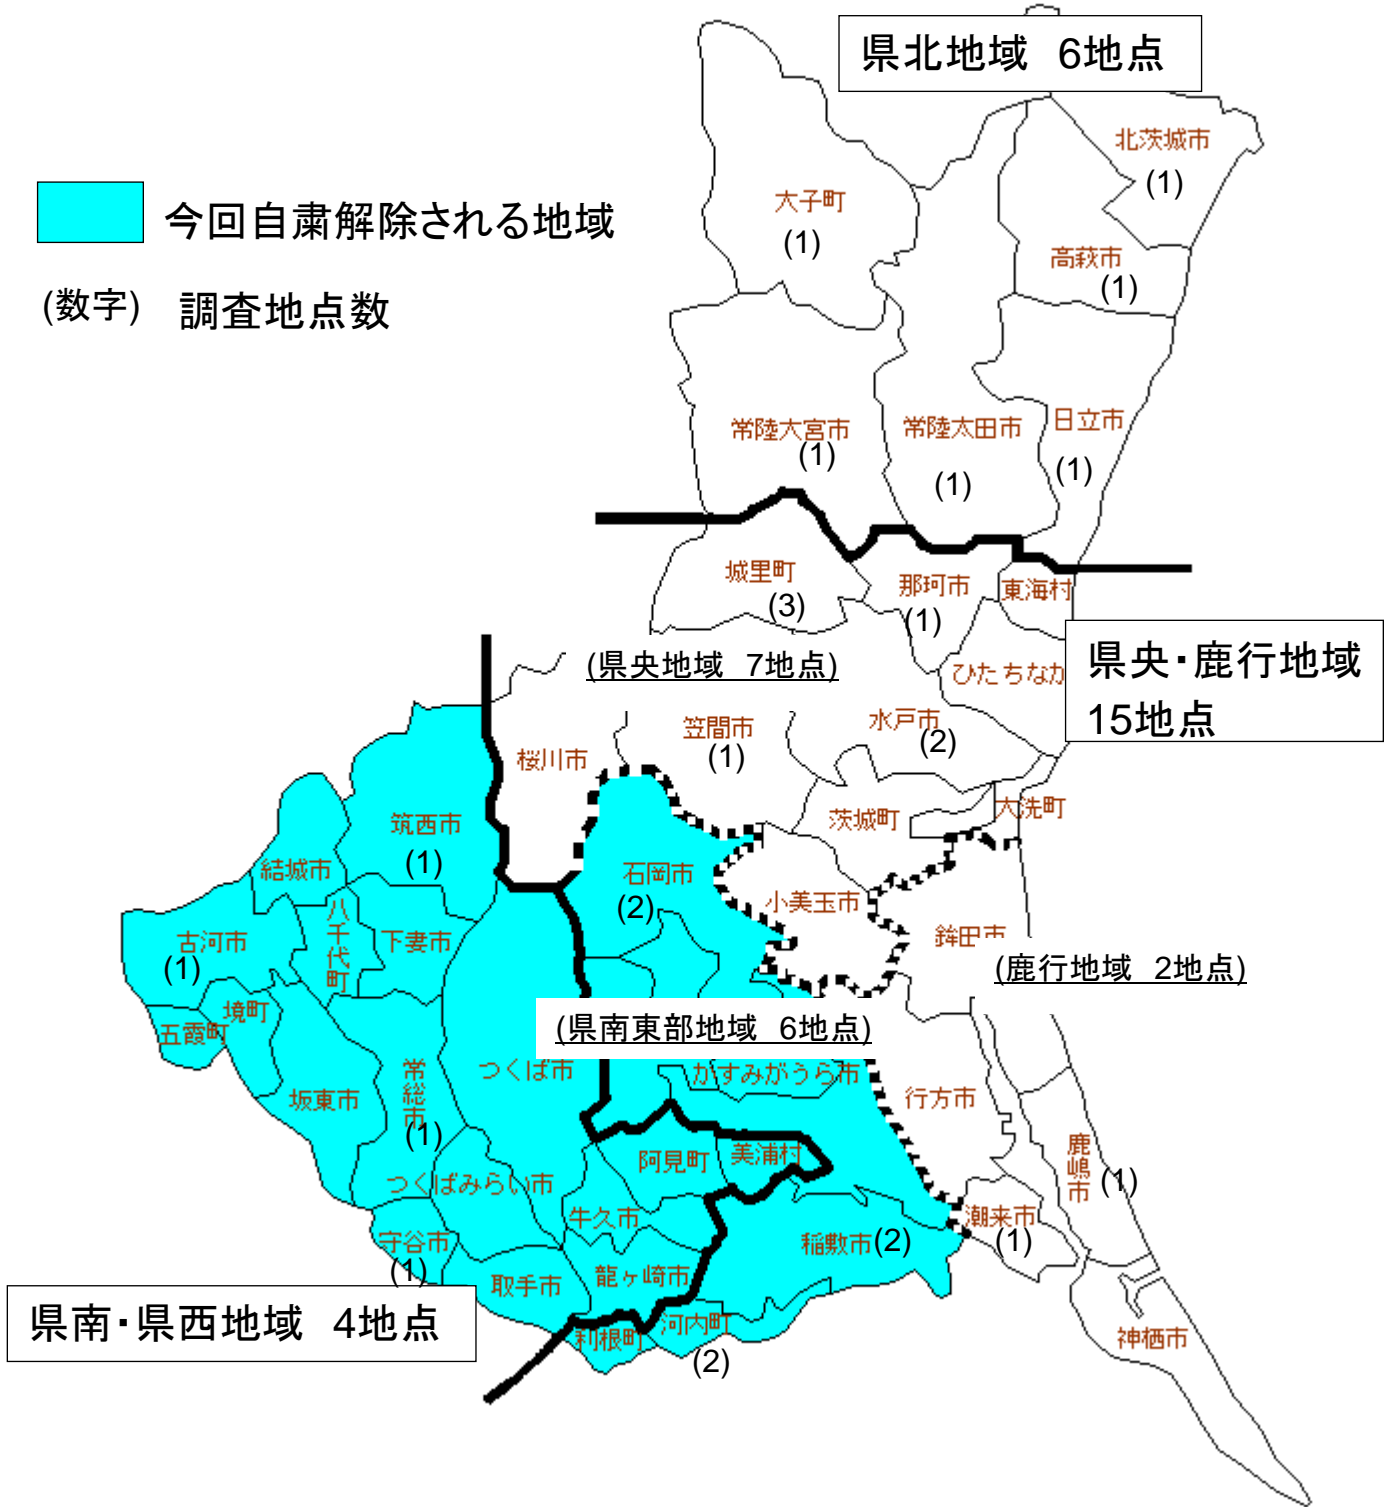 県北地域　6地点
北茨城市
(1)
大子町
(1)
今回自粛解除される地域
高萩市
(1)
(数字)　調査地点数
常陸大宮市
(1)
常陸太田市
(1)
日立市
(1)
城里町
(3)
那珂市
(1)
東海村
(県央地域　7地点)
ひたちなか
県央・鹿行地域
15地点
桜川市
笠間市
(1)
水戸市
(2)
茨城町
大洗町
筑西市
(1)
結城市
石岡市
(2)
小美玉市
鉾田市
古河市
(1)
八千代町
下妻市
(鹿行地域　2地点)
境町
五霞町
(県南東部地域　6地点)
つくば市
かすみがうら市
坂東市
常総市
(1)
行方市
阿見町
美浦村
鹿嶋市
(1)
つくばみらい市
牛久市
潮来市
(1)
守谷市
(1)
稲敷市(2)
取手市
龍ヶ崎市
県南・県西地域　4地点
利根町
河内町
(2)
神栖市